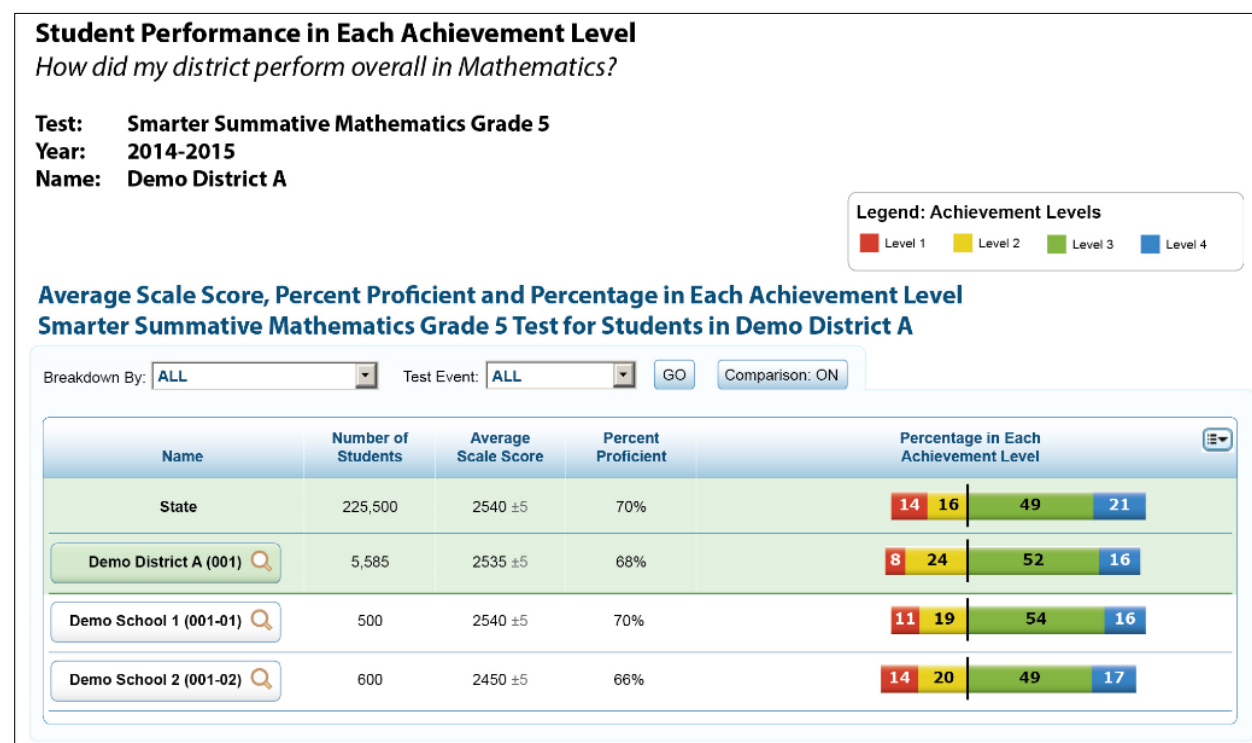 Student Performance in Each Achievement Level
How did my district perform overall in Mathematics?
Test: Smarter Summative Mathematics Grade 5
Year: 2014-2015
Name: Demo District A
Legend: Achievement Levels
Level 1 Level 2 Level 3 Level 4
Average Scale Score, Percent Proficient and Percentage in Each Achievement Level
Smarter Summative Mathematics Grade 5 Test for Students in Demo District A
Breakdown By: ALL Test Event: ALL GO Comparison: ON
Name Number of Students Average Scale Score Percent Proficient Percentage in Each Achievement Level
State 225,500 2540 ±5 70% 14 16 49 21
Demo District A (001) 5,585 2535 ±5 68% 8 24 52 16
Demo School 1 (001-01) 500 2540 ±5 70% 11 19 54 16
Demo School 2 (001-02) 600 2450 ±5 66% 14 20 49 17